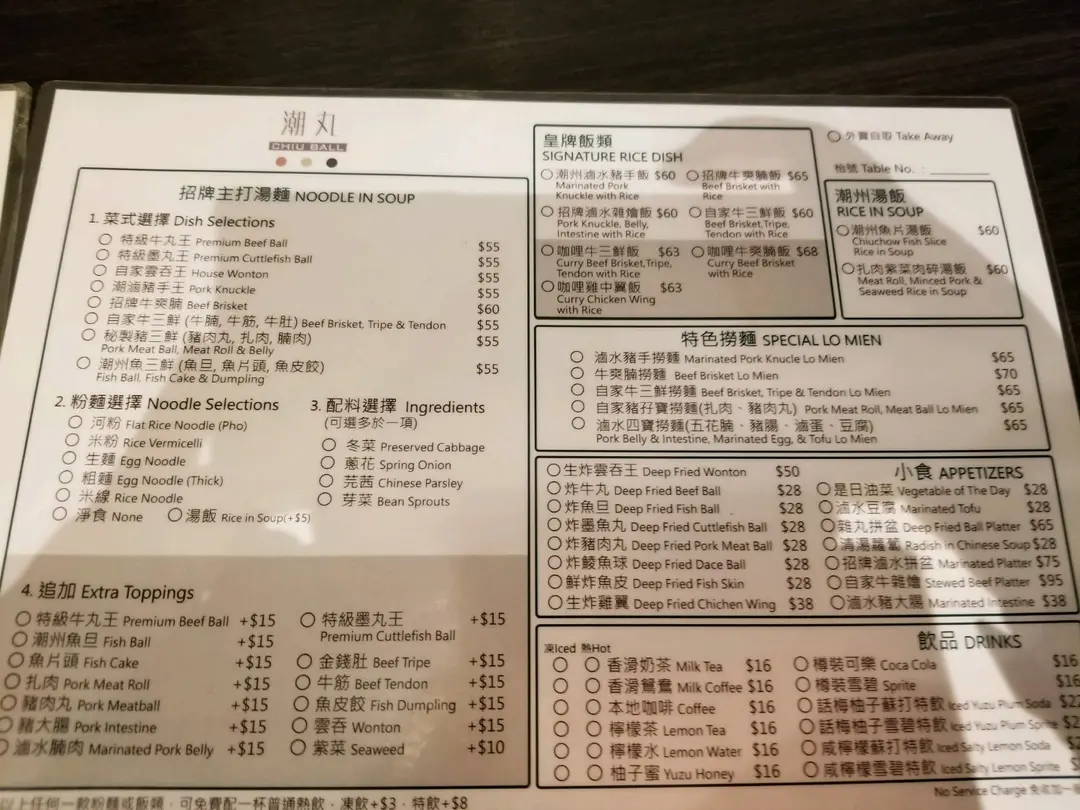 潮丸
CHIU BALL
招牌主打湯麵 NOODLE IN SOUP
1. 菜式選擇 Dish Selections
特級牛丸王 Premium Beef Ball $55
特級墨丸王 Premium Cuttlefish Ball $55
自家雲吞王 House Wonton $55
潮滷豬手王 Pork Knuckle $55
招牌牛爽腩 Beef Brisket $60
自家牛三鮮 (牛腩, 牛筋, 牛肚) Beef Brisket, Tripe & Tendon $55
秘製豬三鮮 (豬肉丸, 扎肉, 腩肉) $55
Pork Meat Ball, Meat Roll & Belly
潮州魚三鮮 (魚旦, 魚片頭, 魚皮餃) $55
Fish Ball, Fish Cake & Dumpling
2. 粉麵選擇 Noodle Selections
河粉 Flat Rice Noodle (Pho)
米粉 Rice Vermicelli
生麵 Egg Noodle
粗麵 Egg Noodle (Thick)
米線 Rice Noodle
淨食 None 湯飯 Rice in Soup(+$5)
3. 配料選擇 Ingredients
(可選多於一項)
冬菜 Preserved Cabbage
蔥花 Spring Onion
芫茜 Chinese Parsley
芽菜 Bean Sprouts
4. 追加 Extra Toppings
特級牛丸王 Premium Beef Ball +$15
潮州魚旦 Fish Ball +$15
魚片頭 Fish Cake +$15
扎肉 Pork Meat Roll +$15
豬肉丸 Pork Meatball +$15
豬大腸 Pork Intestine +$15
滷水腩肉 Marinated Pork Belly +$15
特級墨丸王 +$15
Premium Cuttlefish Ball
金錢肚 Beef Tripe +$15
牛筋 Beef Tendon +$15
魚皮餃 Fish Dumpling +$15
雲吞 Wonton +$15
紫菜 Seaweed +$10
以上任何一款粉麵或飯類，可免費配一杯普通熱飲，凍飲+$3，特飲+$8
皇牌飯類
SIGNATURE RICE DISH
潮州滷水豬手飯 $60
Marinated Pork
Knuckle with Rice
招牌牛爽腩飯 $65
Beef Brisket with
Rice
招牌滷水雜燴飯 $60
Pork Knuckle, Belly,
Intestine with Rice
自家牛三鮮飯 $60
Beef Brisket,Tripe,
Tendon with Rice
咖哩牛三鮮飯 $63
Curry Beef Brisket,Tripe,
Tendon with Rice
咖哩牛爽腩飯 $68
Curry Beef Brisket
with Rice
咖哩雞中翼飯 $63
Curry Chicken Wing
with Rice
外賣自取 Take Away
枱號 Table No. :
潮州湯飯
RICE IN SOUP
潮州魚片湯飯 $60
Chiuchow Fish Slice
Rice in Soup
扎肉紫菜肉碎湯飯 $60
Meat Roll, Minced Pork &
Seaweed Rice in Soup
特色撈麵 SPECIAL LO MIEN
滷水豬手撈麵 Marinated Pork Knucle Lo Mien $65
牛爽腩撈麵 Beef Brisket Lo Mien $70
自家牛三鮮撈麵 Beef Brisket, Tripe & Tendon Lo Mien $65
自家豬孖寶撈麵(扎肉、豬肉丸) Pork Meat Roll, Meat Ball Lo Mien $65
滷水四寶撈麵(五花腩、豬腸、滷蛋、豆腐) $65
Pork Belly & Intestine, Marinated Egg, & Tofu Lo Mien
小食 APPETIZERS
生炸雲吞王 Deep Fried Wonton $50
炸牛丸 Deep Fried Beef Ball $28
炸魚旦 Deep Fried Fish Ball $28
炸墨魚丸 Deep Fried Cuttlefish Ball $28
炸豬肉丸 Deep Fried Pork Meat Ball $28
炸鯪魚球 Deep Fried Dace Ball $28
鮮炸魚皮 Deep Fried Fish Skin $28
生炸雞翼 Deep Fried Chichen Wing $38
是日油菜 Vegetable of The Day $28
滷水豆腐 Marinated Tofu $28
雜丸拼盆 Deep Fried Ball Platter $65
清湯蘿蔔 Radish in Chinese Soup $28
招牌滷水拼盆 Marinated Platter $75
自家牛雜燴 Stewed Beef Platter $95
滷水豬大腸 Marinated Intestine $38
飲品 DRINKS
凍Iced 熱Hot
香滑奶茶 Milk Tea $16
香滑鴛鴦 Milk Coffee $16
本地咖啡 Coffee $16
檸檬茶 Lemon Tea $16
檸檬水 Lemon Water $16
柚子蜜 Yuzu Honey $16
樽裝可樂 Coca Cola $16
樽裝雪碧 Sprite $16
話梅柚子蘇打特飲 Iced Yuzu Plum Soda
話梅柚子雪碧特飲 Iced Yuzu Plum Sprite
咸檸檬蘇打特飲 Iced Salty Lemon Soda
咸檸檬雪碧特飲 Iced Salty Lemon Sprite
No Service Charge 免收加一